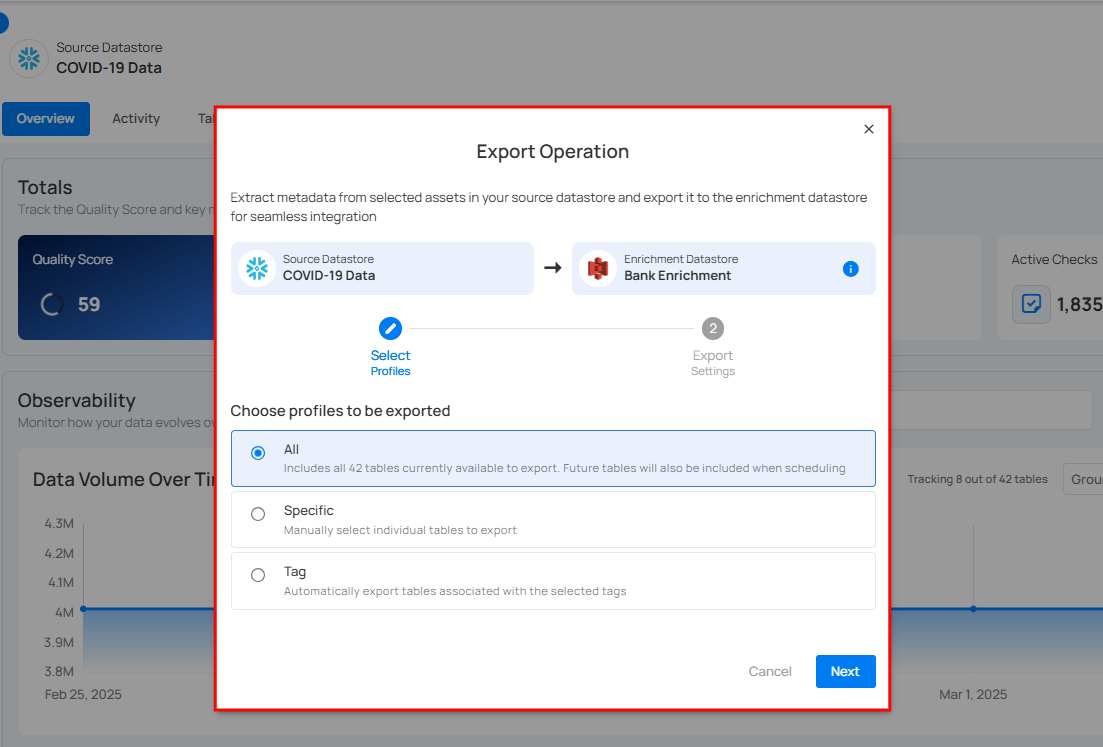 Source Datastore
COVID-19 Data
Overview
Activity
Totals
Track the Quality Score and key
Quality Score
59
Active Checks
1,835
Observability
Monitor how your data evolves
Data Volume Over
Tracking 8 out of 42 tables
4.3M
4.2M
4.1M
4M
3.9M
3.8M
Feb 25, 2025
Mar 1, 2025
Export Operation
Extract metadata from selected assets in your source datastore and export it to the enrichment datastore
for seamless integration
Source Datastore
COVID-19 Data
Enrichment Datastore
Bank Enrichment
2
Select
Profiles
Export
Settings
Choose profiles to be exported
All
Includes all 42 tables currently available to export. Future tables will also be included when scheduling
Specific
Manually select individual tables to export
Tag
Automatically export tables associated with the selected tags
Cancel
Next